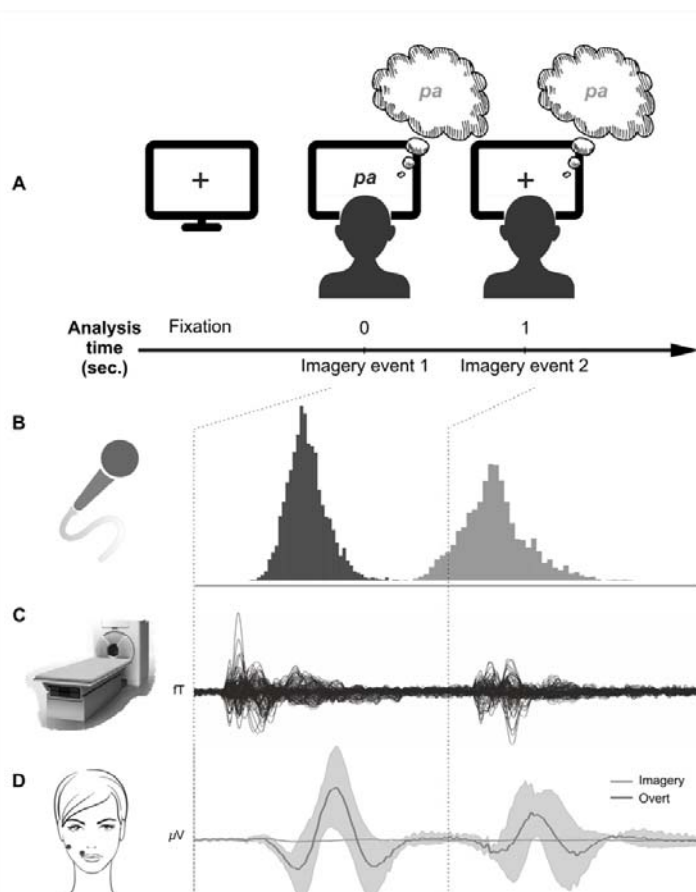 pa
pa
A
+
pa
+
Analysis
time
(sec.)
Fixation
0
1
Imagery event 1
Imagery event 2
B
C
fT
D
µV
Imagery
Overt